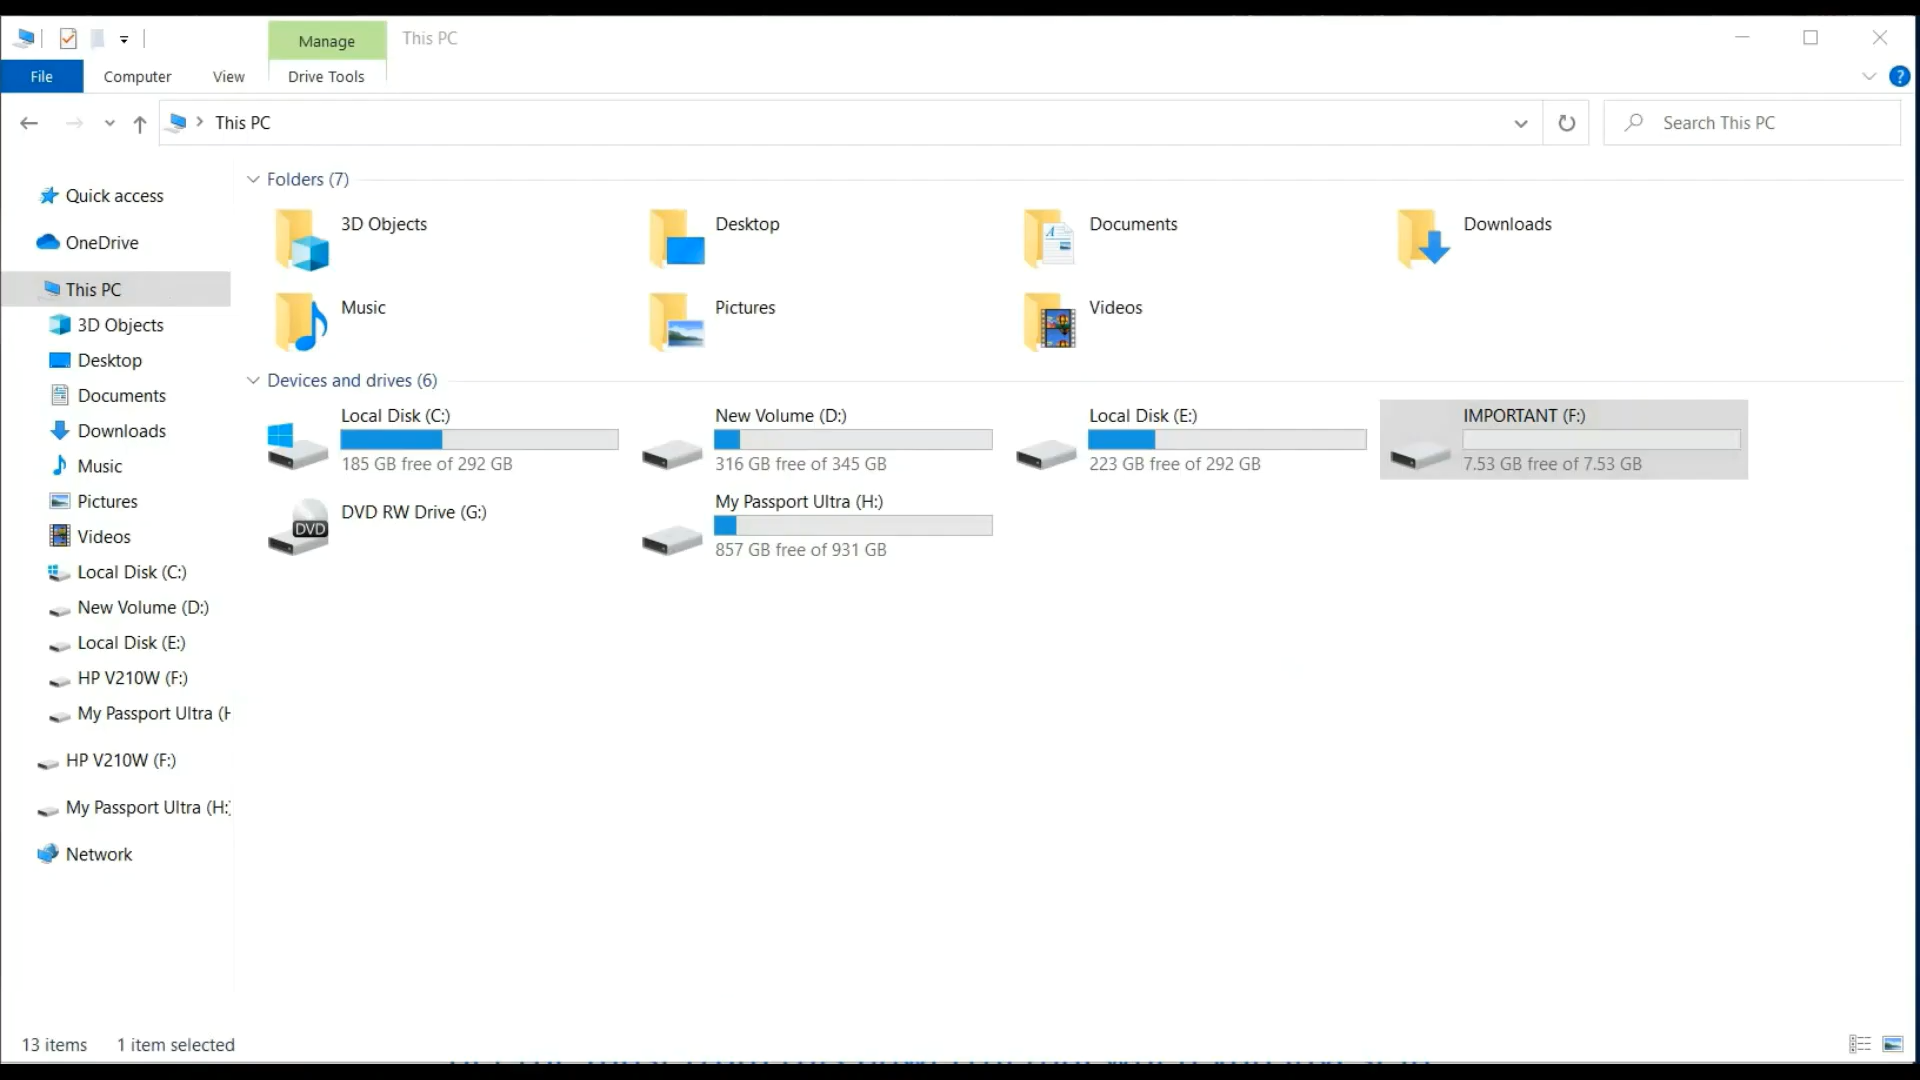 Manage
This PC
File
Computer
View
Drive Tools
This PC
Search This PC
Quick access
OneDrive
This PC
3D Objects
Desktop
Documents
Downloads
Music
Pictures
Videos
Local Disk (C:)
New Volume (D:)
Local Disk (E:)
HP V210W (F:)
My Passport Ultra (H
HP V210W (F:)
My Passport Ultra (H:
Network
Folders (7)
3D Objects
Desktop
Documents
Downloads
Music
Pictures
Videos
Devices and drives (6)
Local Disk (C:)
185 GB free of 292 GB
New Volume (D:)
316 GB free of 345 GB
Local Disk (E:)
223 GB free of 292 GB
IMPORTANT (F:)
7.53 GB free of 7.53 GB
DVD
DVD RW Drive (G:)
My Passport Ultra (H:)
857 GB free of 931 GB
13 items
1 item selected